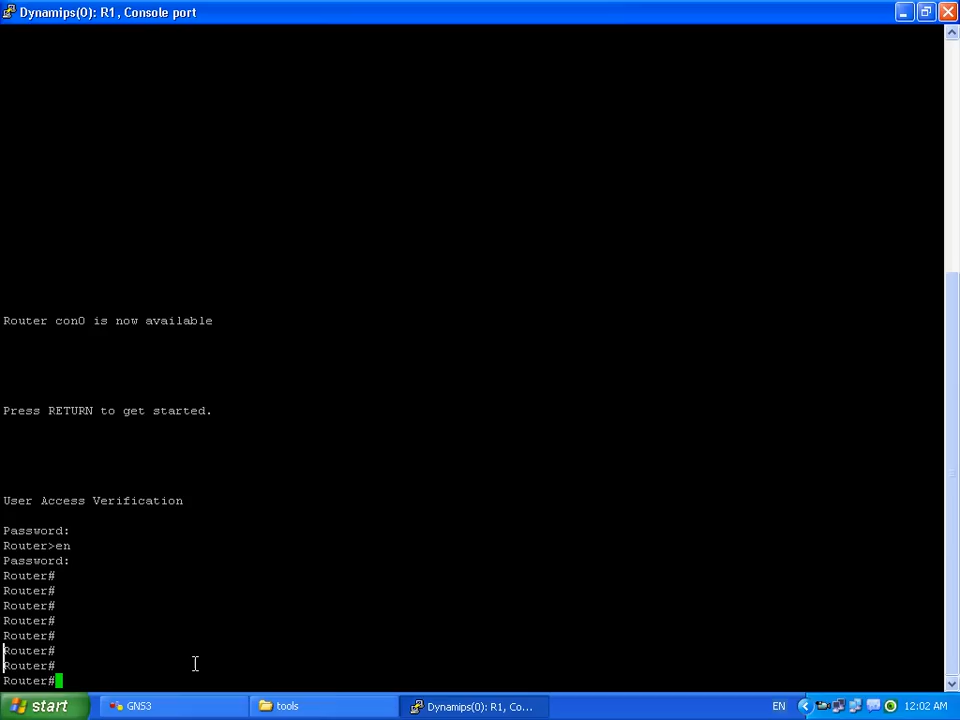 Dynamips(0): R1, Console port
Router con0 is now available
Press RETURN to get started.
User Access Verification
Password:
Router>en
Password:
Router#
Router#
Router#
Router#
Router#
Router#
Router#
Router#
start
GNS3
tools
Dynamips(0): R1, Co...
EN
12:02 AM